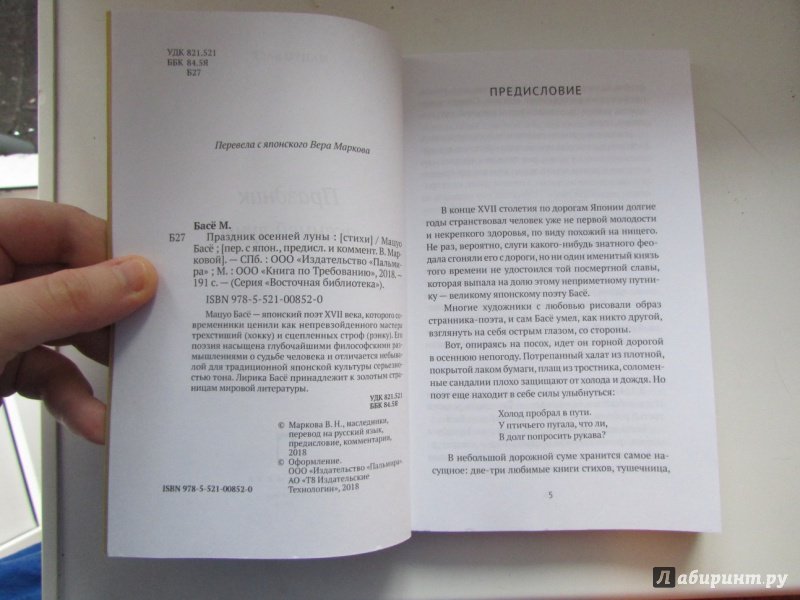 УДК 821.521
ББК 84.5Я
Б27
Перевела с японского Вера Маркова
Басё М.
Б27 Праздник осенней луны : [стихи] / Мацуо
Басё ; [пер. с япон., предисл. и коммент. В. Мар-
ковой]. — СПб. : ООО «Издательство «Пальми-
ра» ; М. : ООО «Книга по Требованию», 2018. —
191 с. — (Серия «Восточная библиотека»).
ISBN 978-5-521-00852-0
Мацуо Басё — японский поэт XVII века, которого со-
временники ценили как непревзойденного мастера
трехстиший (хокку) и сцепленных строф (рэнку). Его
поэзия насыщена глубочайшими философскими раз-
мышлениями о судьбе человека и отличается небыва-
лой для традиционной японской культуры серьезно-
стью тона. Лирика Басё принадлежит к золотым стра-
ницам мировой литературы.
УДК 821.521
ББК 84.5Я
© Маркова В. Н., наследники,
перевод на русский язык,
предисловие, комментарии,
2018
© Оформление.
ООО «Издательство «Пальмира»,
АО «Т8 Издательские
Технологии», 2018
ISBN 978-5-521-00852-0
ПРЕДИСЛОВИЕ
В конце XVII столетия по дорогам Японии долгие
годы странствовал человек уже не первой молодости
и некрепкого здоровья, по виду похожий на нищего.
Не раз, вероятно, слуги какого-нибудь знатного фео-
дала сгоняли его с дороги, но ни один именитый князь
того времени не удостоился той посмертной славы,
которая выпала на долю этому неприметному путни-
ку — великому японскому поэту Басё.
Многие художники с любовью рисовали образ
странника-поэта, и сам Басё умел, как никто другой,
взглянуть на себя острым глазом, со стороны.
Вот, опираясь на посох, идет он горной дорогой
в осеннюю непогоду. Потрепанный халат из плотной,
покрытой лаком бумаги, плащ из тростника, соломен-
ные сандалии плохо защищают от холода и дождя. Но
поэт еще находит в себе силы улыбнуться:
Холод пробрал в пути.
У птичьего пугала, что ли,
В долг попросить рукава?
В небольшой дорожной суме хранится самое на-
сущное: две-три любимые книги стихов, тушечница,
5
Лабиринт.ру